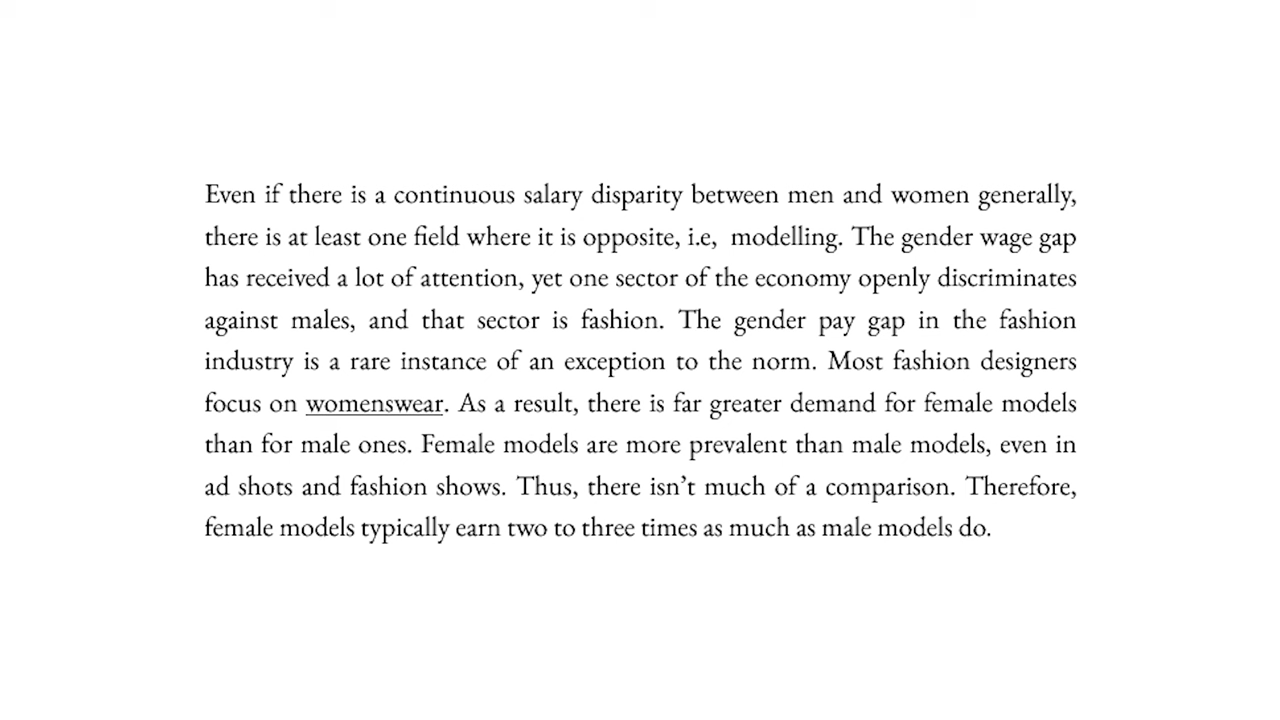 Even if there is a continuous salary disparity between men and women generally,
there is at least one field where it is opposite, i.e,  modelling. The gender wage gap
has received a lot of attention, yet one sector of the economy openly discriminates
against males, and that sector is fashion. The gender pay gap in the fashion
industry is a rare instance of an exception to the norm. Most fashion designers
focus on womenswear. As a result, there is far greater demand for female models
than for male ones. Female models are more prevalent than male models, even in
ad shots and fashion shows. Thus, there isn’t much of a comparison. Therefore,
female models typically earn two to three times as much as male models do.